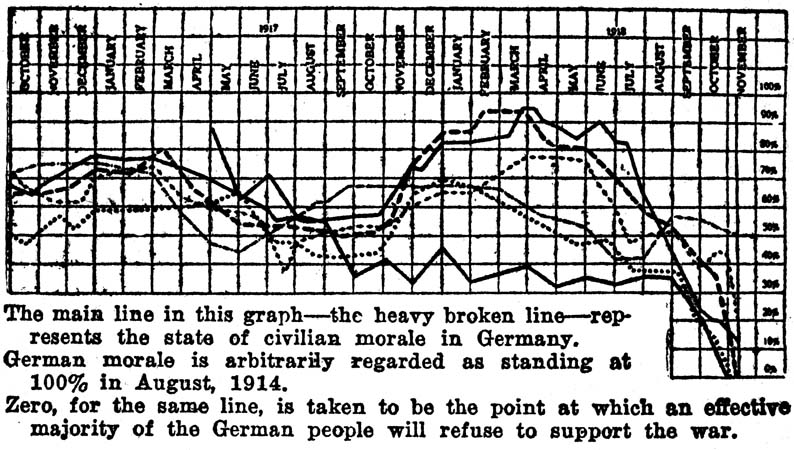 1917 1918
OCTOBER NOVEMBER DECEMBER JANUARY FEBRUARY MARCH APRIL MAY JUNE JULY AUGUST SEPTEMBER OCTOBER NOVEMBER DECEMBER JANUARY FEBRUARY MARCH APRIL MAY JUNE JULY AUGUST SEPTEMBER OCTOBER NOVEMBER
100%
90%
80%
70%
60%
50%
40%
30%
20%
10%
0%
The main line in this graph—the heavy broken line—rep-
resents the state of civilian morale in Germany.
German morale is arbitrarily regarded as standing at
100% in August, 1914.
Zero, for the same line, is taken to be the point at which an effective
majority of the German people will refuse to support the war.